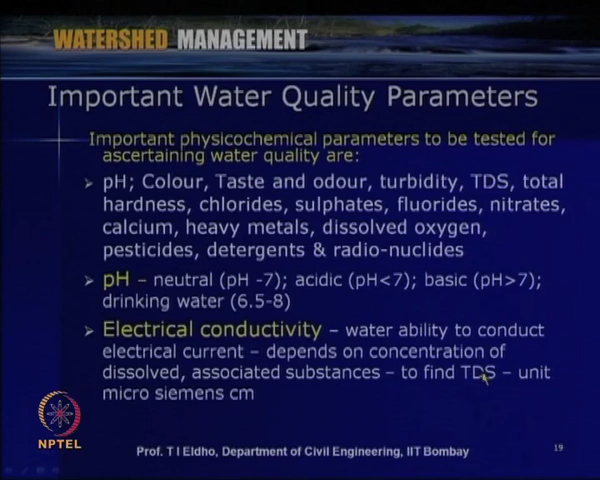 WATERSHED MANAGEMENT
Important Water Quality Parameters
Important physicochemical parameters to be tested for
ascertaining water quality are:
➢ pH; Colour, Taste and odour, turbidity, TDS, total
hardness, chlorides, sulphates, fluorides, nitrates,
calcium, heavy metals, dissolved oxygen,
pesticides, detergents & radio-nuclides
➢ pH – neutral (pH -7); acidic (pH<7); basic (pH>7);
drinking water (6.5-8)
➢ Electrical conductivity – water ability to conduct
electrical current – depends on concentration of
dissolved, associated substances – to find TDS – unit
micro siemens cm
NPTEL
Prof. T I Eldho, Department of Civil Engineering, IIT Bombay
19